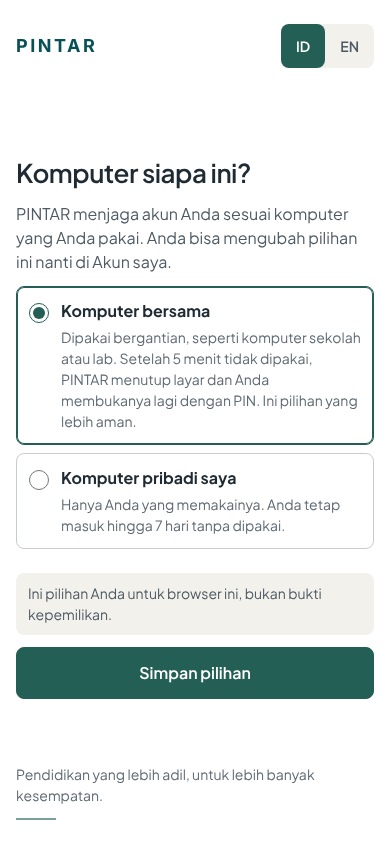 PINTAR
ID EN
Komputer siapa ini?
PINTAR menjaga akun Anda sesuai komputer
yang Anda pakai. Anda bisa mengubah pilihan
ini nanti di Akun saya.
Komputer bersama
Dipakai bergantian, seperti komputer sekolah
atau lab. Setelah 5 menit tidak dipakai,
PINTAR menutup layar dan Anda
membukanya lagi dengan PIN. Ini pilihan yang
lebih aman.
Komputer pribadi saya
Hanya Anda yang memakainya. Anda tetap
masuk hingga 7 hari tanpa dipakai.
Ini pilihan Anda untuk browser ini, bukan bukti
kepemilikan.
Simpan pilihan
Pendidikan yang lebih adil, untuk lebih banyak
kesempatan.